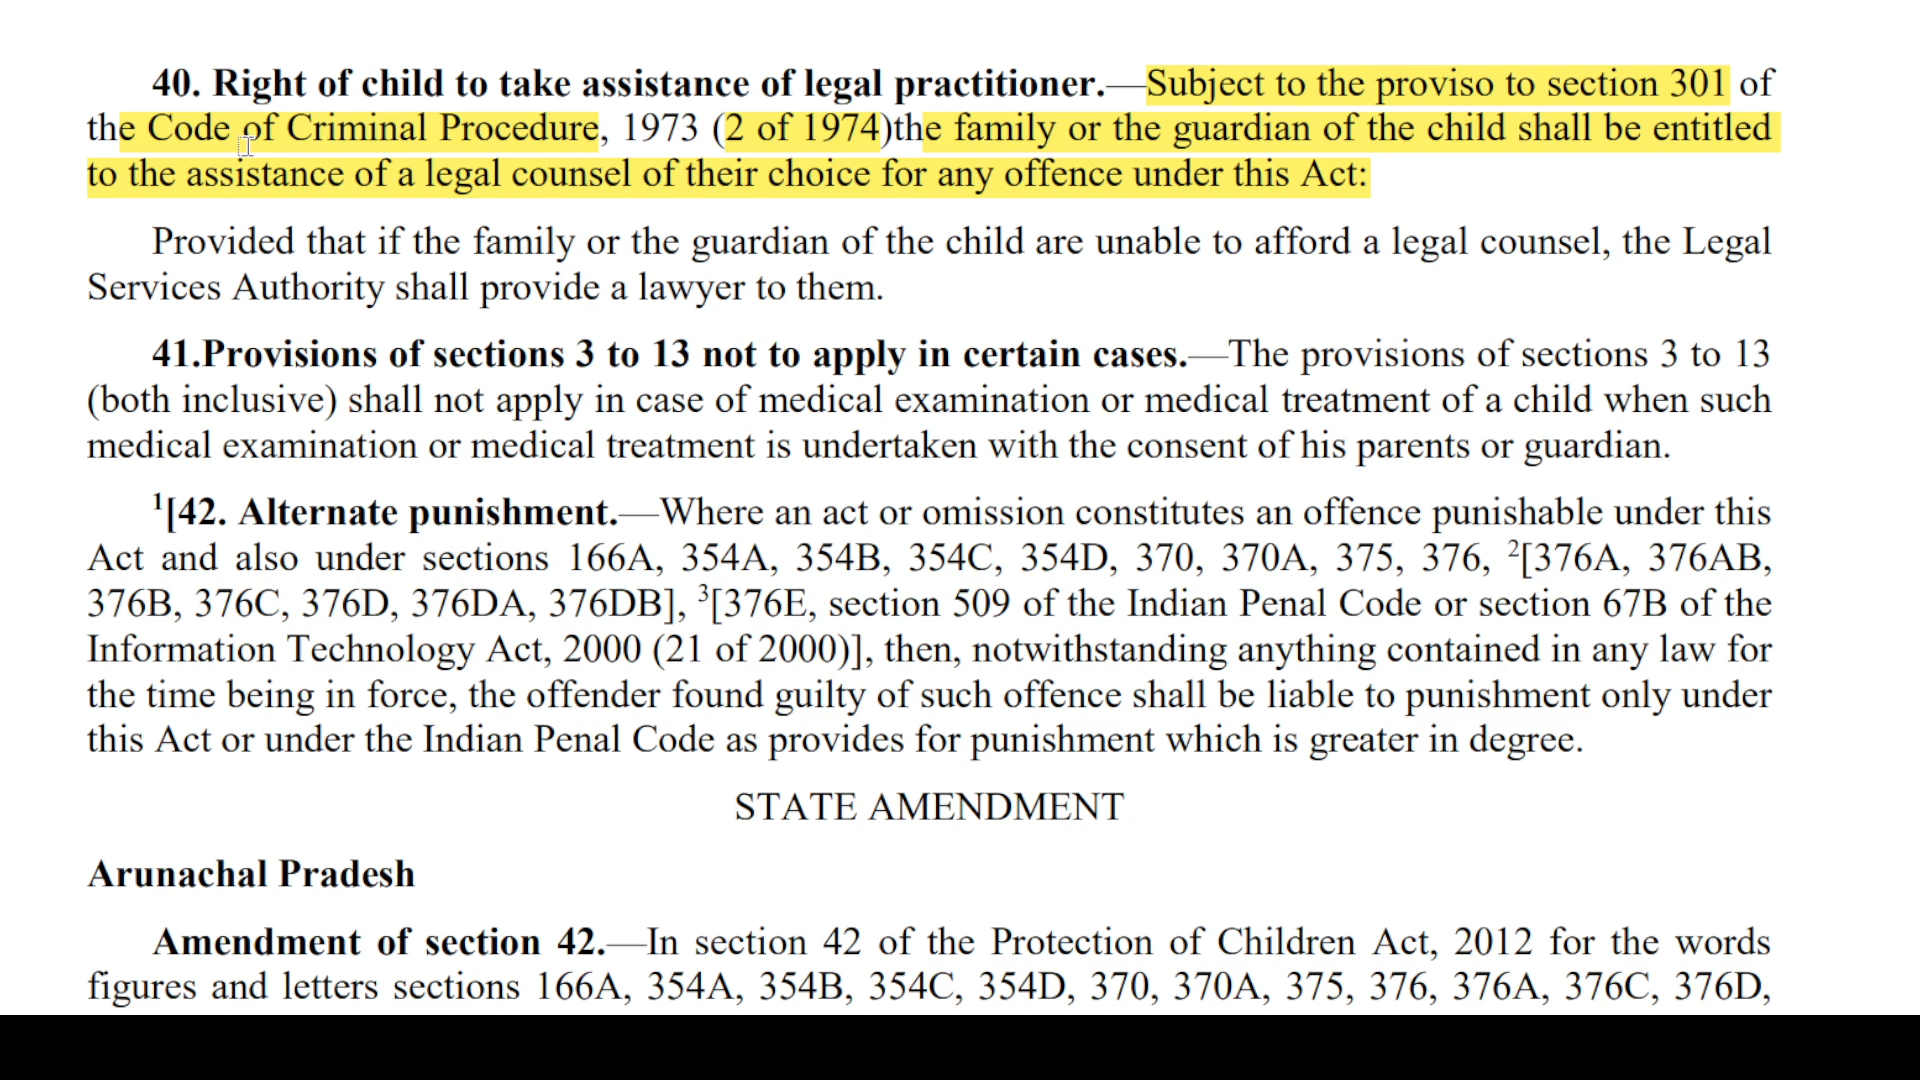 40. Right of child to take assistance of legal practitioner.—Subject to the proviso to section 301 of
the Code of Criminal Procedure, 1973 (2 of 1974)the family or the guardian of the child shall be entitled
to the assistance of a legal counsel of their choice for any offence under this Act:
Provided that if the family or the guardian of the child are unable to afford a legal counsel, the Legal
Services Authority shall provide a lawyer to them.
41.Provisions of sections 3 to 13 not to apply in certain cases.—The provisions of sections 3 to 13
(both inclusive) shall not apply in case of medical examination or medical treatment of a child when such
medical examination or medical treatment is undertaken with the consent of his parents or guardian.
¹[42. Alternate punishment.—Where an act or omission constitutes an offence punishable under this
Act and also under sections 166A, 354A, 354B, 354C, 354D, 370, 370A, 375, 376, ²[376A, 376AB,
376B, 376C, 376D, 376DA, 376DB], ³[376E, section 509 of the Indian Penal Code or section 67B of the
Information Technology Act, 2000 (21 of 2000)], then, notwithstanding anything contained in any law for
the time being in force, the offender found guilty of such offence shall be liable to punishment only under
this Act or under the Indian Penal Code as provides for punishment which is greater in degree.
STATE AMENDMENT
Arunachal Pradesh
Amendment of section 42.—In section 42 of the Protection of Children Act, 2012 for the words
figures and letters sections 166A, 354A, 354B, 354C, 354D, 370, 370A, 375, 376, 376A, 376C, 376D,